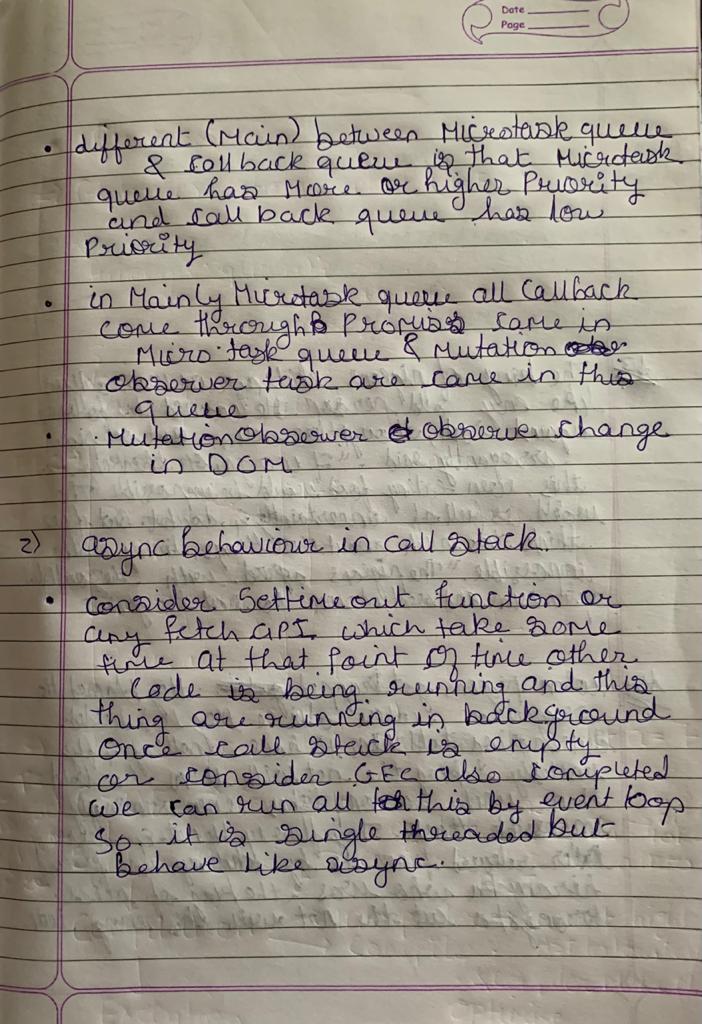 Date
Page
• different (Main) between Microtask queue
& callback queue is that Microtask
queue has More or higher Priority
and call back queue has low
Priority
• in Mainly Microtask queue all Callback
come through Promises came in
Micro task queue & Mutation
observer task are came in this
queue
• Mutation Observer observe change
in DOM
2) async behaviour in call stack.
• consider Settimeout function or
any fetch API which take some
time at that point of time other
Code is being running and this
thing are running in background
Once call stack is empty
or consider GEC also completed
we can run all this by event loop
So it is single threaded but
behave like async.